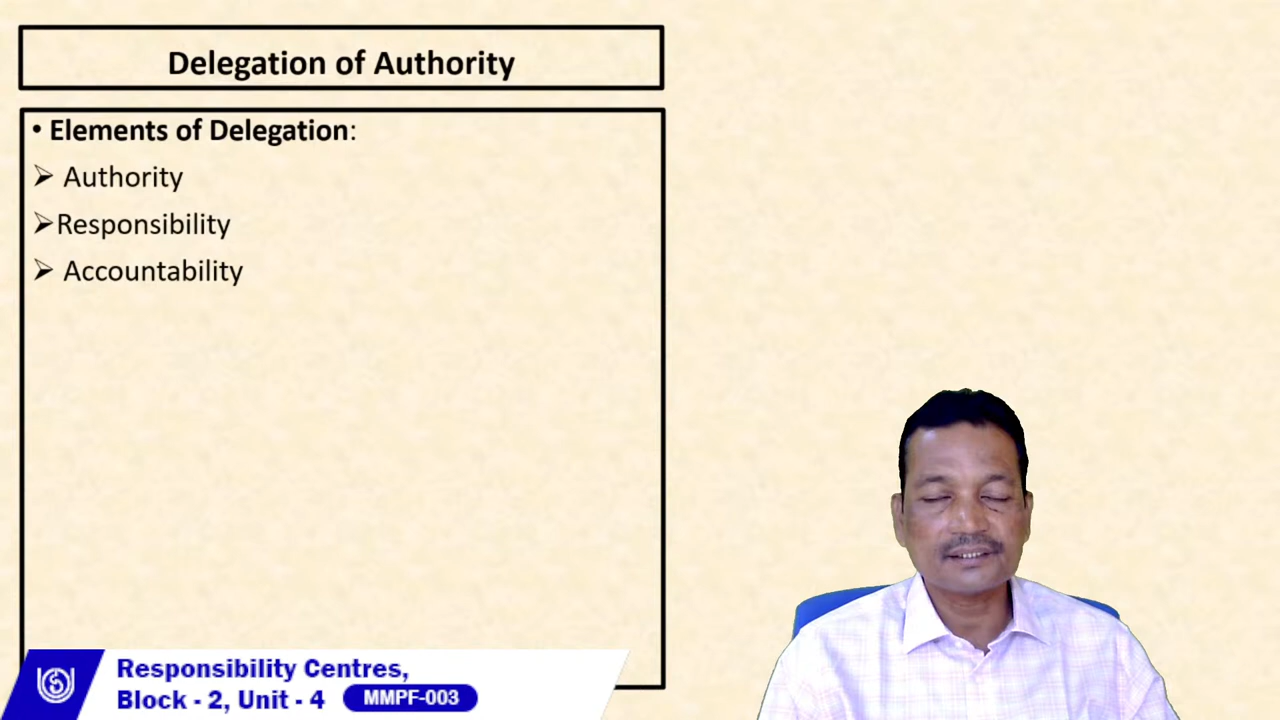 Delegation of Authority
• Elements of Delegation:
➢ Authority
➢Responsibility
➢ Accountability
Responsibility Centres,
Block - 2, Unit - 4 MMPF-003